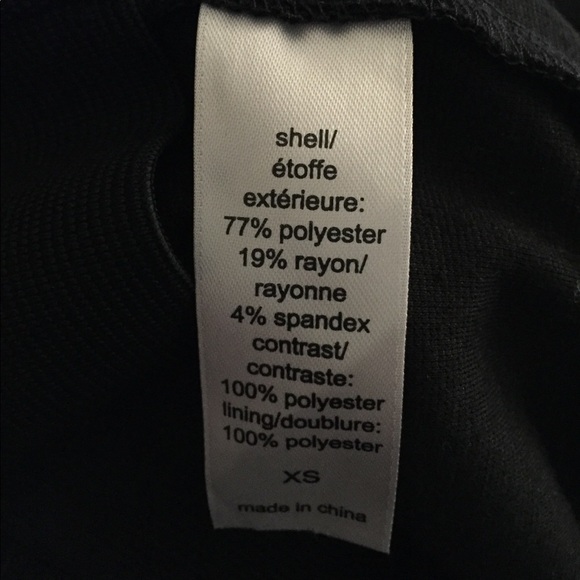 shell/
étoffe
extérieure:
77% polyester
19% rayon/
rayonne
4% spandex
contrast/
contraste:
100% polyester
lining/doublure:
100% polyester
XS
made in china